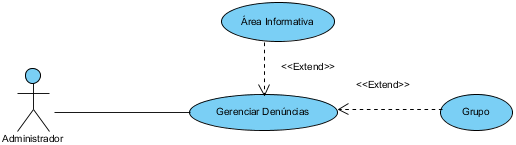 Área Informativa
<<Extend>>
<<Extend>>
Gerenciar Denúncias
Grupo
Administrador